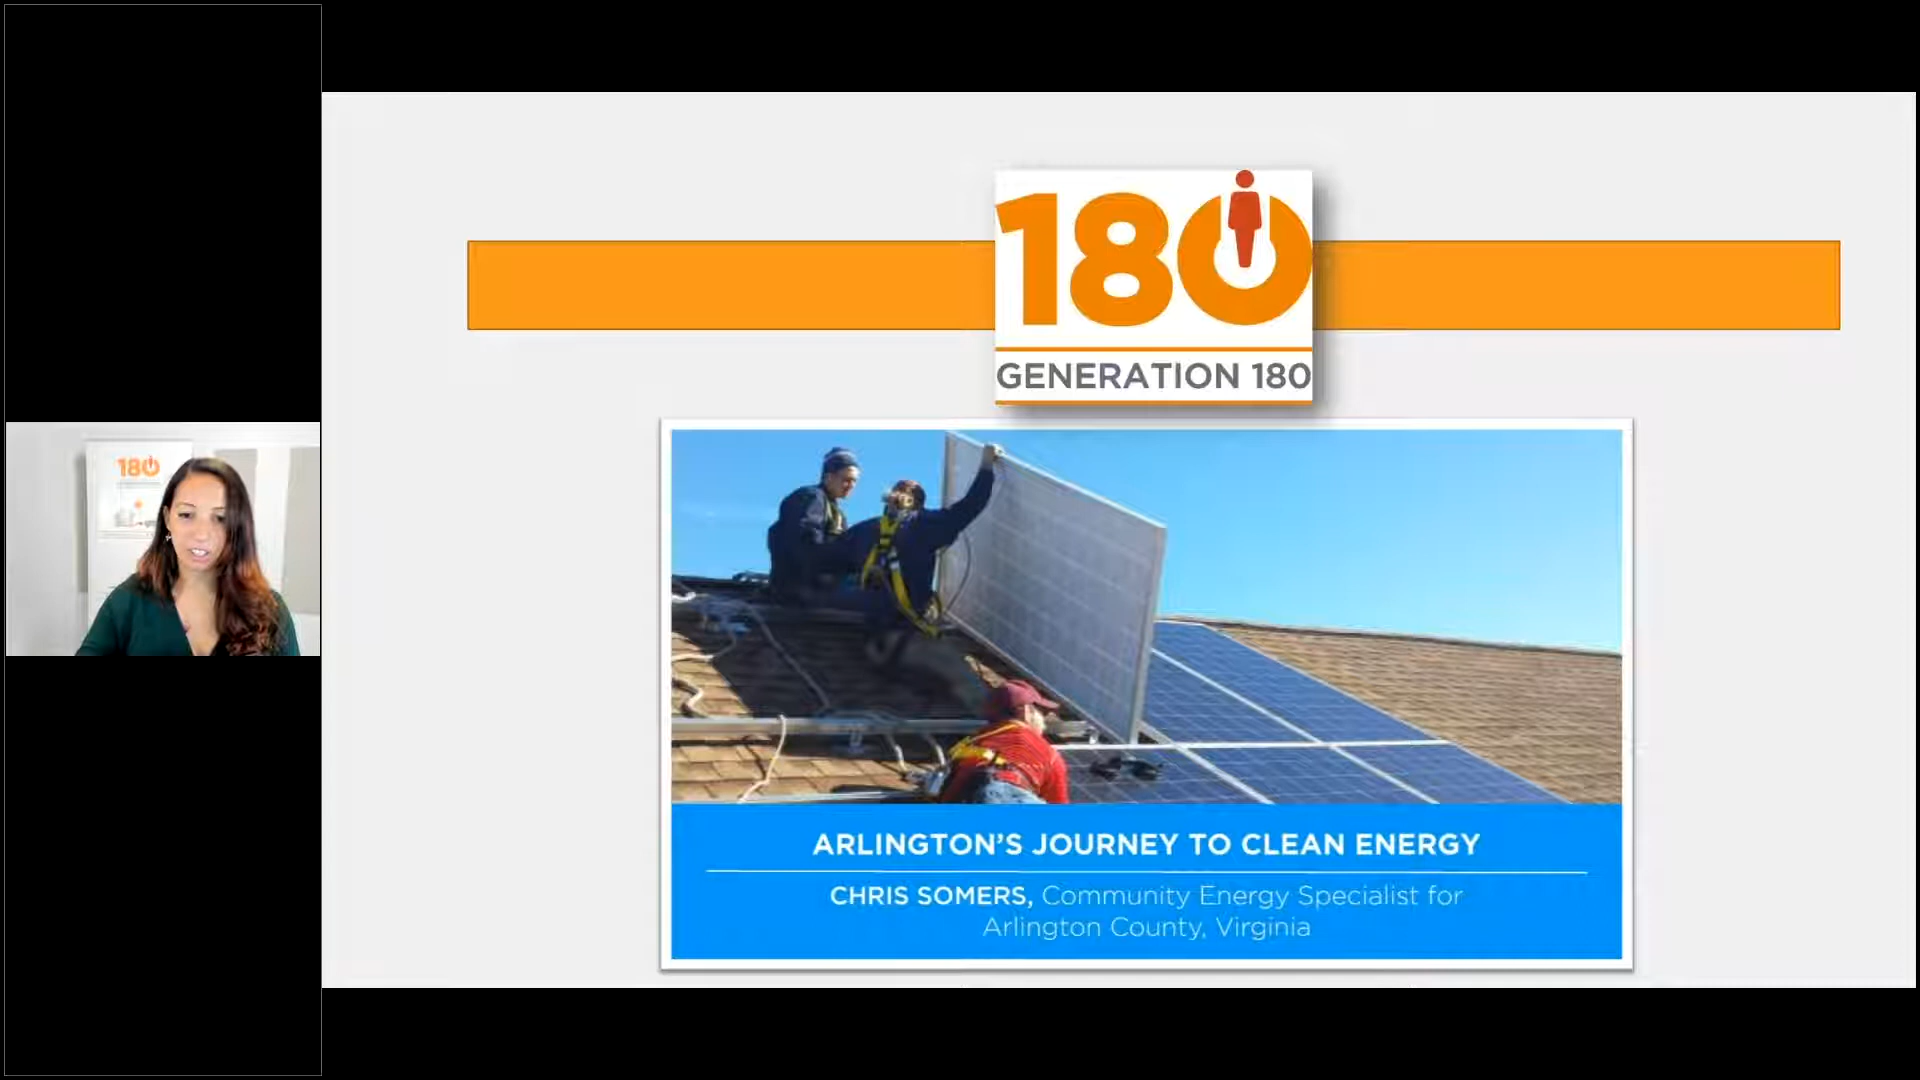 180
GENERATION 180
180
ARLINGTON'S JOURNEY TO CLEAN ENERGY
CHRIS SOMERS, Community Energy Specialist for
Arlington County, Virginia